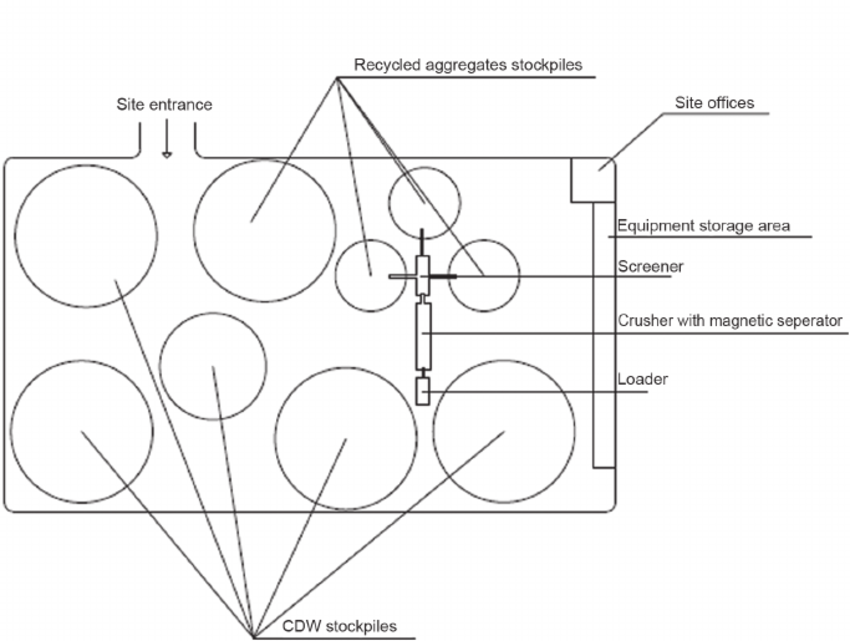 Recycled aggregates stockpiles
Site entrance
Site offices
Equipment storage area
Screener
Crusher with magnetic seperator
Loader
CDW stockpiles